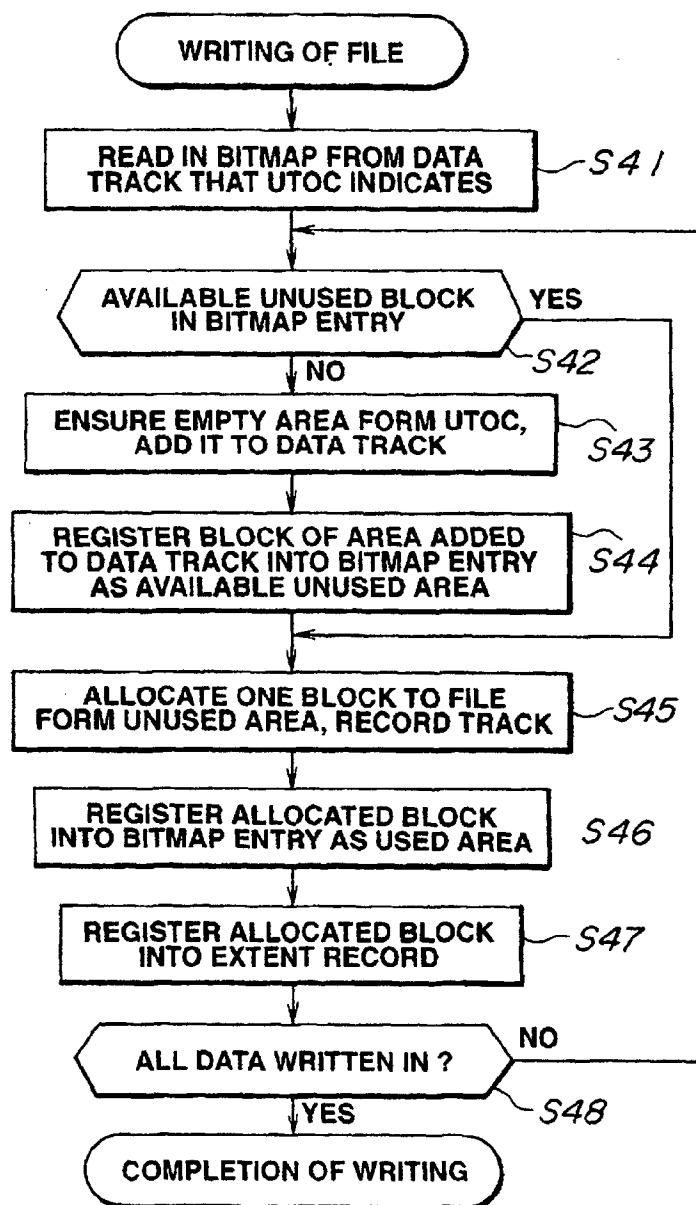 WRITING OF FILE
READ IN BITMAP FROM DATA
TRACK THAT UTOC INDICATES
S41
AVAILABLE UNUSED BLOCK
IN BITMAP ENTRY
YES
S42
NO
ENSURE EMPTY AREA FORM UTOC,
ADD IT TO DATA TRACK
S43
REGISTER BLOCK OF AREA ADDED
TO DATA TRACK INTO BITMAP ENTRY
AS AVAILABLE UNUSED AREA
S44
ALLOCATE ONE BLOCK TO FILE
FORM UNUSED AREA, RECORD TRACK
S45
REGISTER ALLOCATED BLOCK
INTO BITMAP ENTRY AS USED AREA
S46
REGISTER ALLOCATED BLOCK
INTO EXTENT RECORD
S47
ALL DATA WRITTEN IN ?
NO
S48
YES
COMPLETION OF WRITING